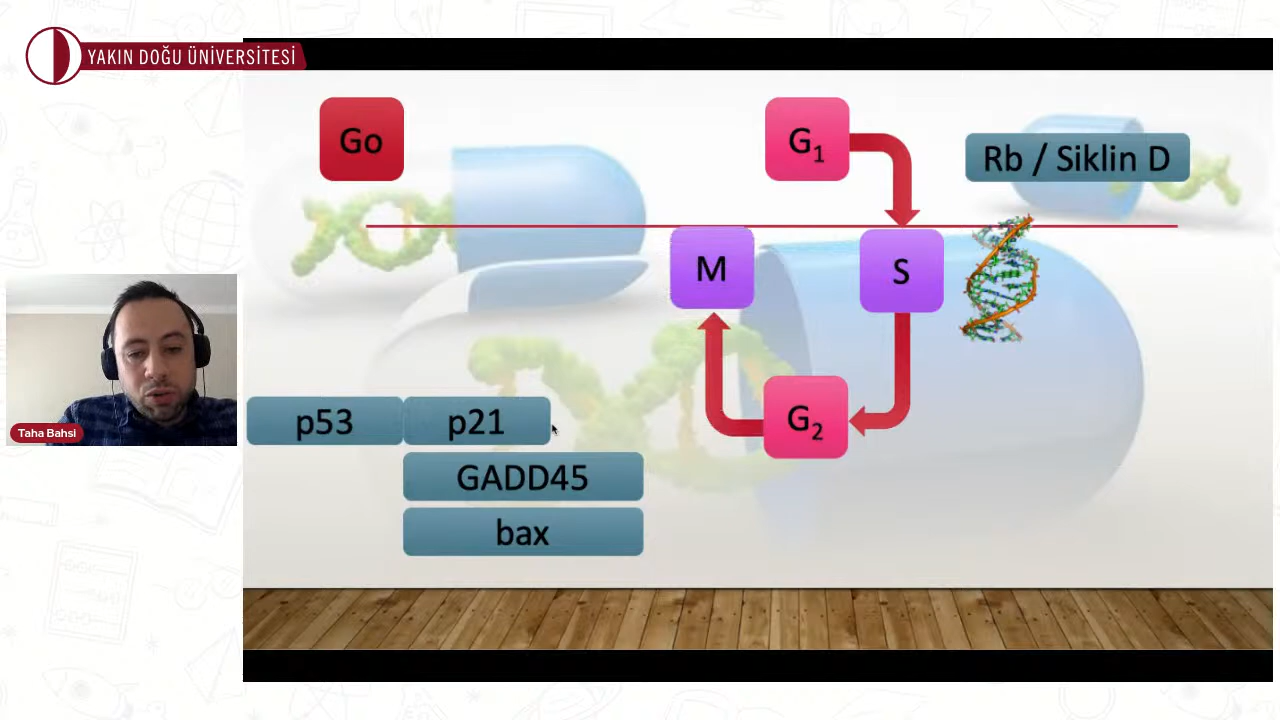 YAKIN DOĞU ÜNİVERSİTESİ
Go
G1
Rb / Siklin D
M
S
G2
p53
p21
GADD45
bax
Taha Bahsi